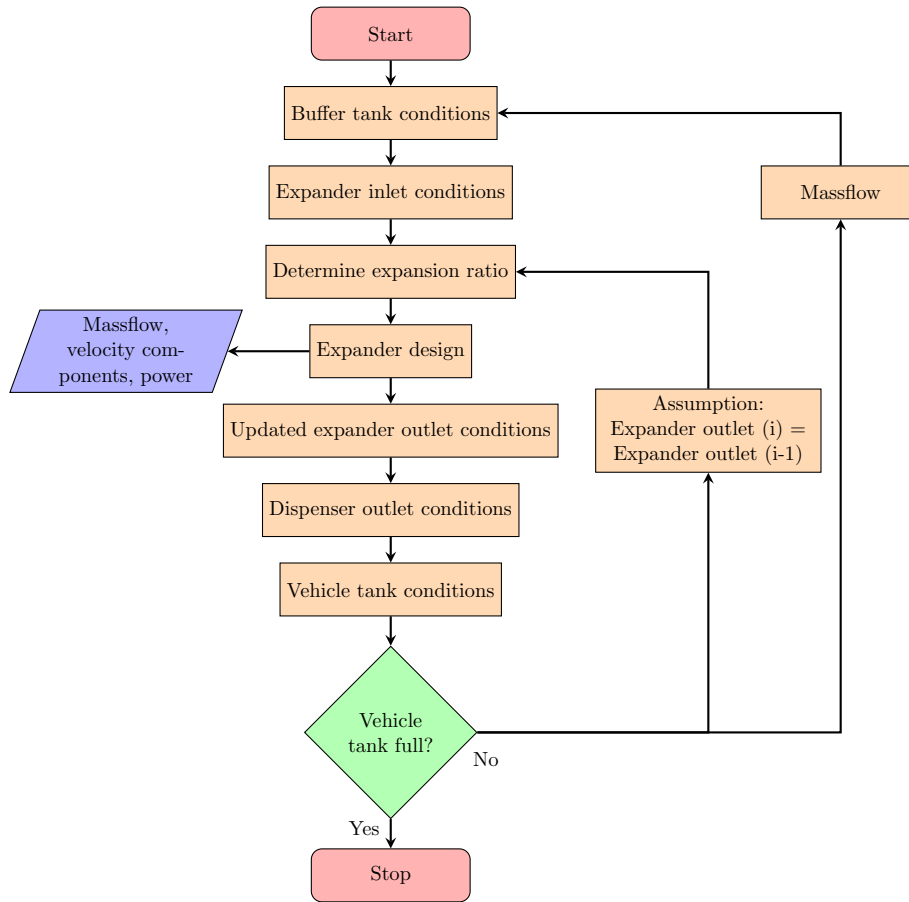 Start
Buffer tank conditions
Expander inlet conditions
Massflow
Determine expansion ratio
Massflow,
velocity com-
ponents, power
Expander design
Assumption:
Expander outlet (i) =
Expander outlet (i-1)
Updated expander outlet conditions
Dispenser outlet conditions
Vehicle tank conditions
Vehicle
tank full?
No
Yes
Stop